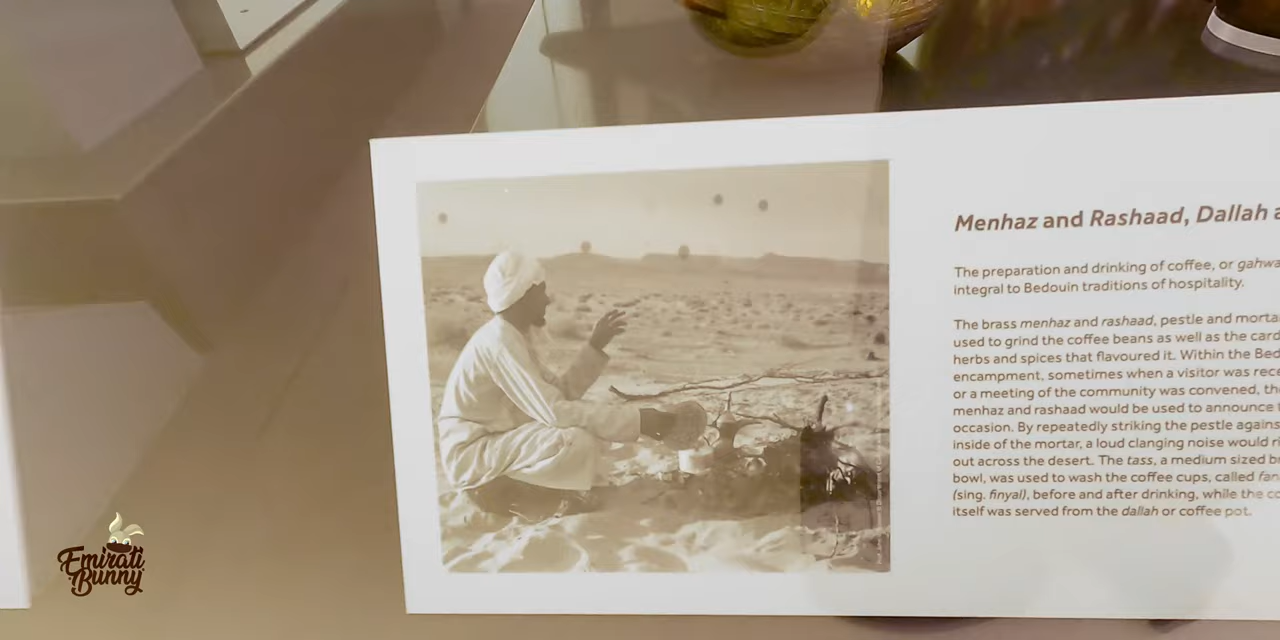 Menhaz and Rashaad, Dallah a
The preparation and drinking of coffee, or gahwa
integral to Bedouin traditions of hospitality.
The brass menhaz and rashaad, pestle and morta
used to grind the coffee beans as well as the card
herbs and spices that flavoured it. Within the Bed
encampment, sometimes when a visitor was rece
or a meeting of the community was convened, th
menhaz and rashaad would be used to announce
occasion. By repeatedly striking the pestle agains
inside of the mortar, a loud clanging noise would ri
out across the desert. The tass, a medium sized br
bowl, was used to wash the coffee cups, called fan
(sing. finyal), before and after drinking, while the co
itself was served from the dallah or coffee pot.
Emirati
Bunny